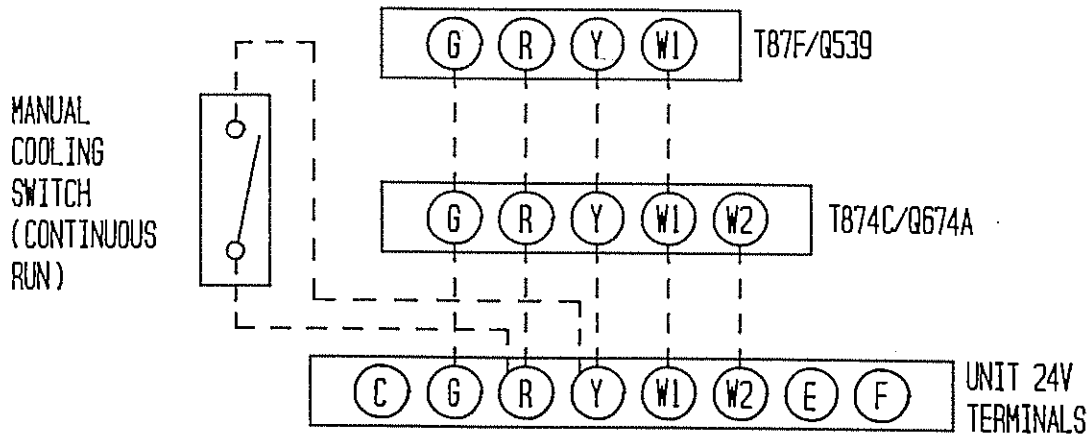 G R Y W1 T87F/Q539
MANUAL
COOLING
SWITCH
(CONTINUOUS
RUN)
G R Y W1 W2 T874C/Q674A
C G R Y W1 W2 E F
UNIT 24V
TERMINALS